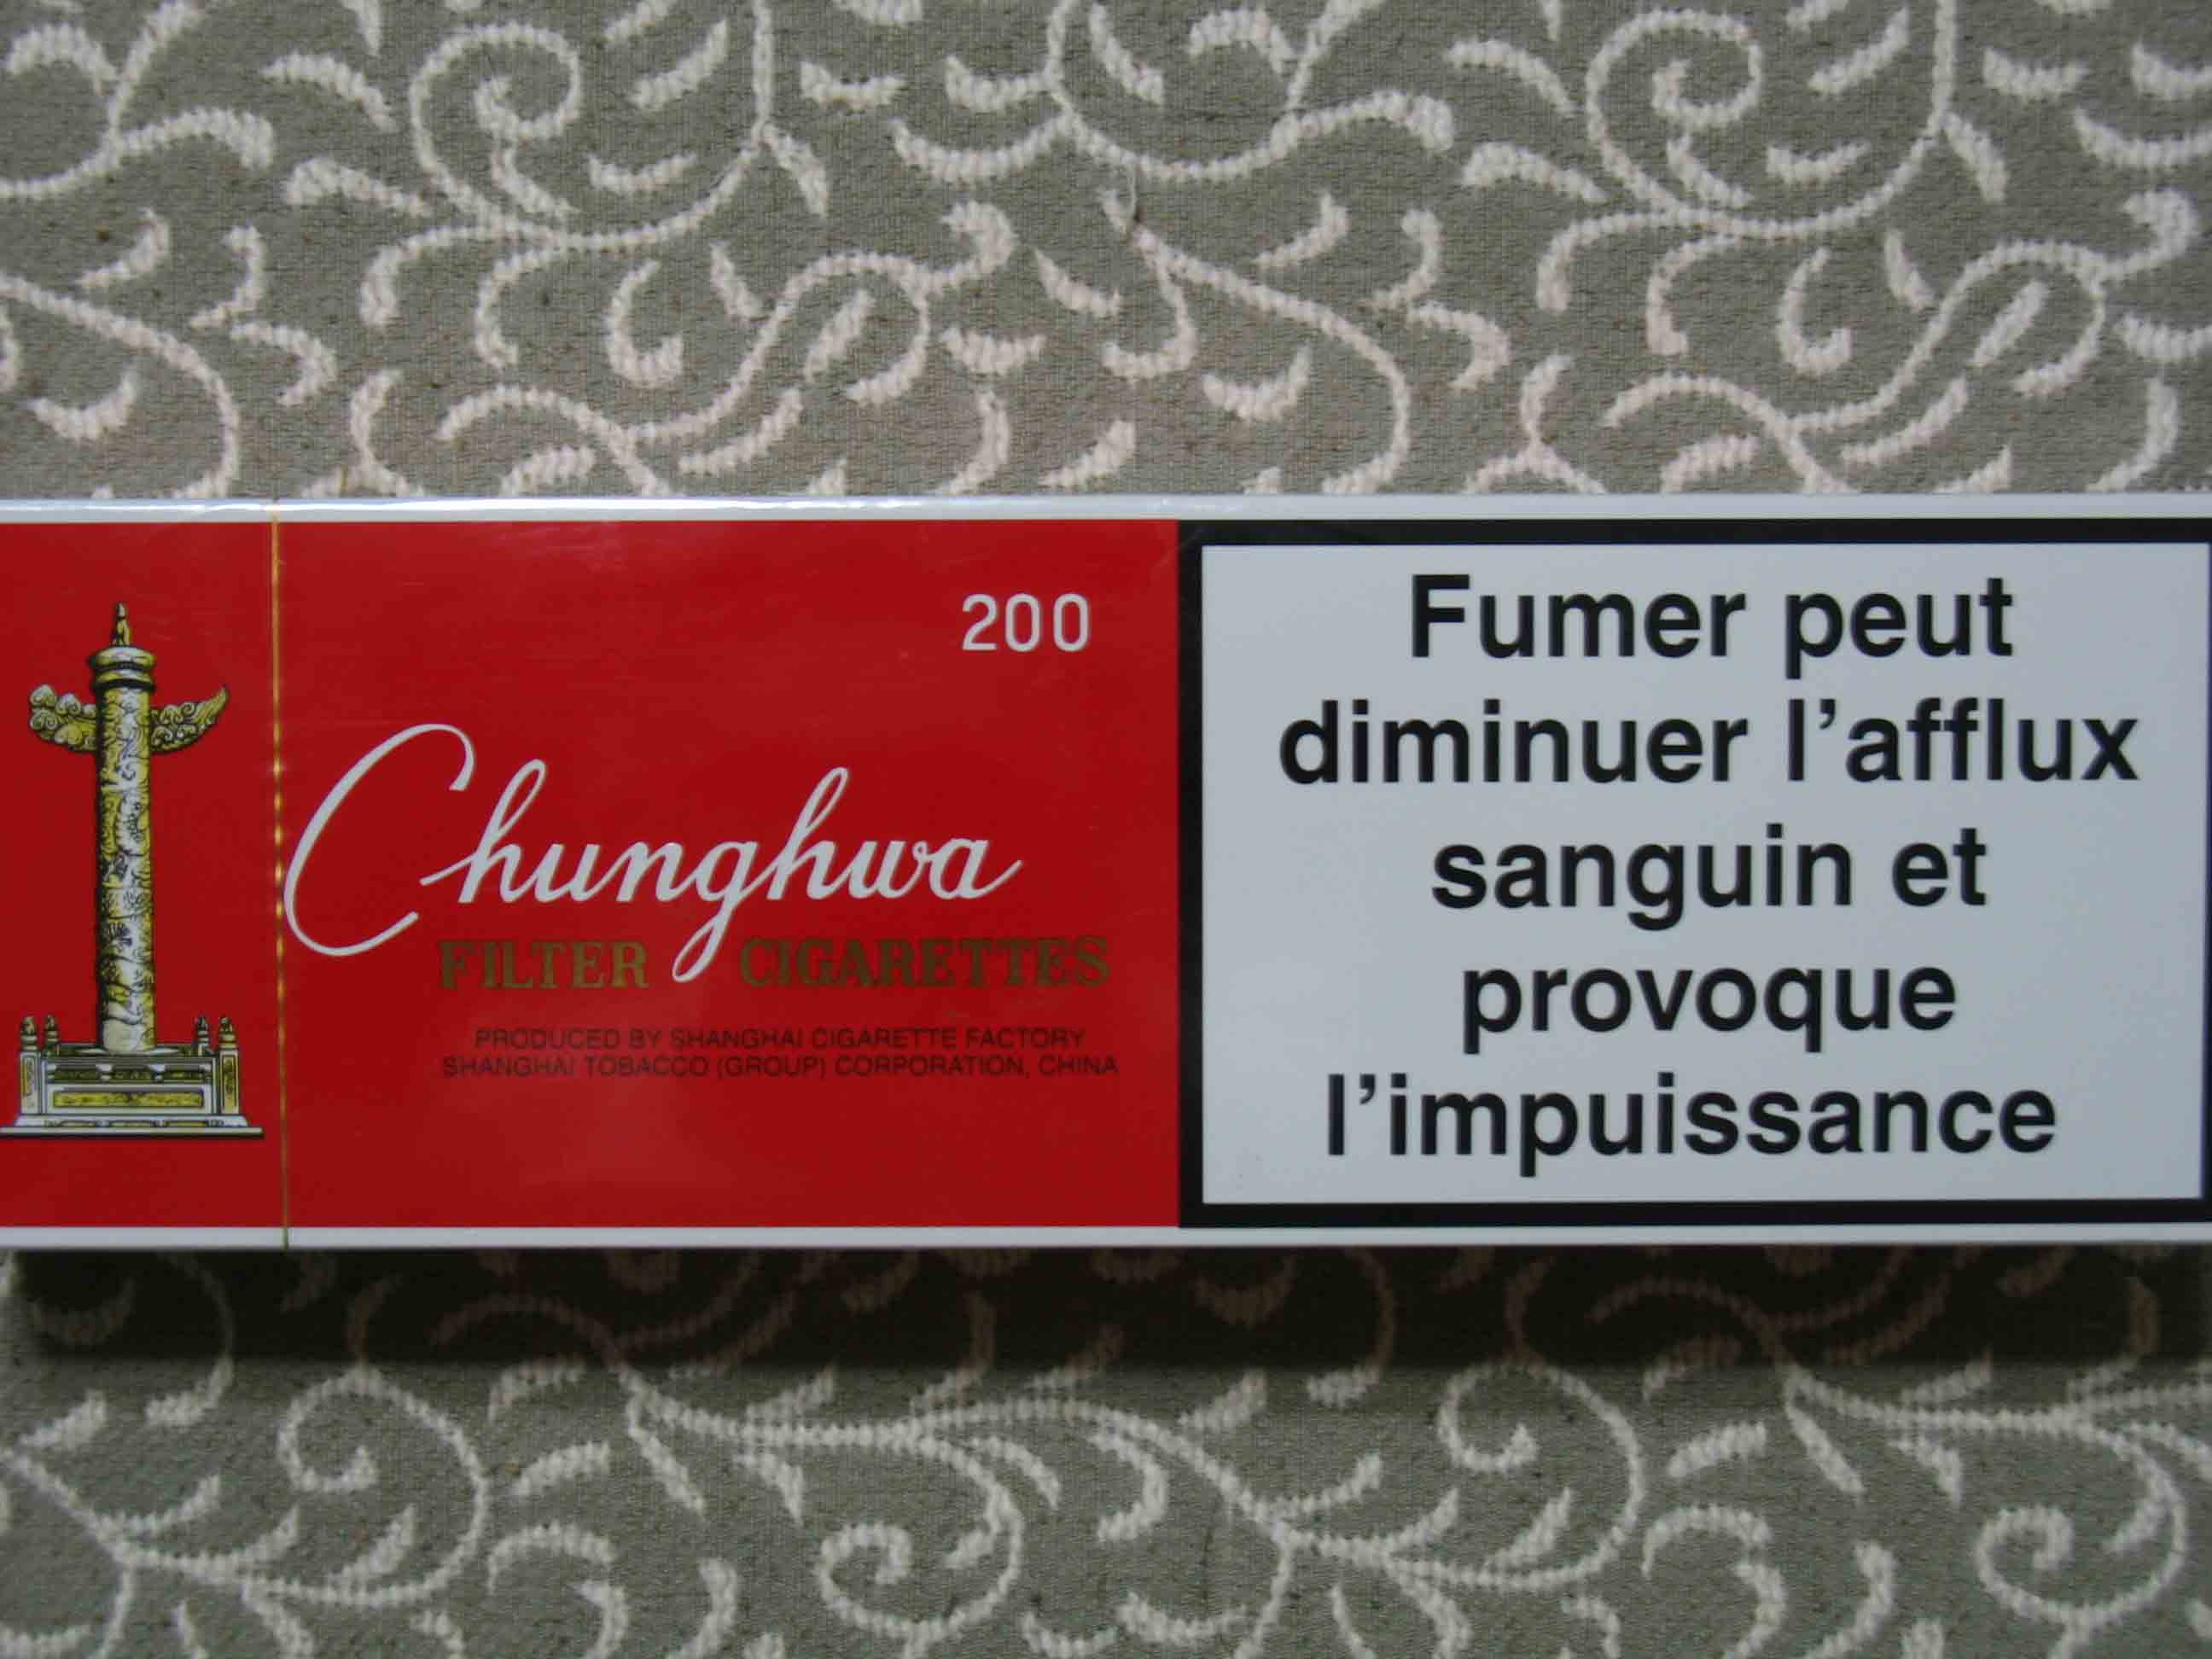 200
Chunghwa
FILTER CIGARETTES
PRODUCED BY SHANGHAI CIGARETTE FACTORY
SHANGHAI TOBACCO (GROUP) CORPORATION, CHINA
Fumer peut
diminuer l'afflux
sanguin et
provoque
l'impuissance